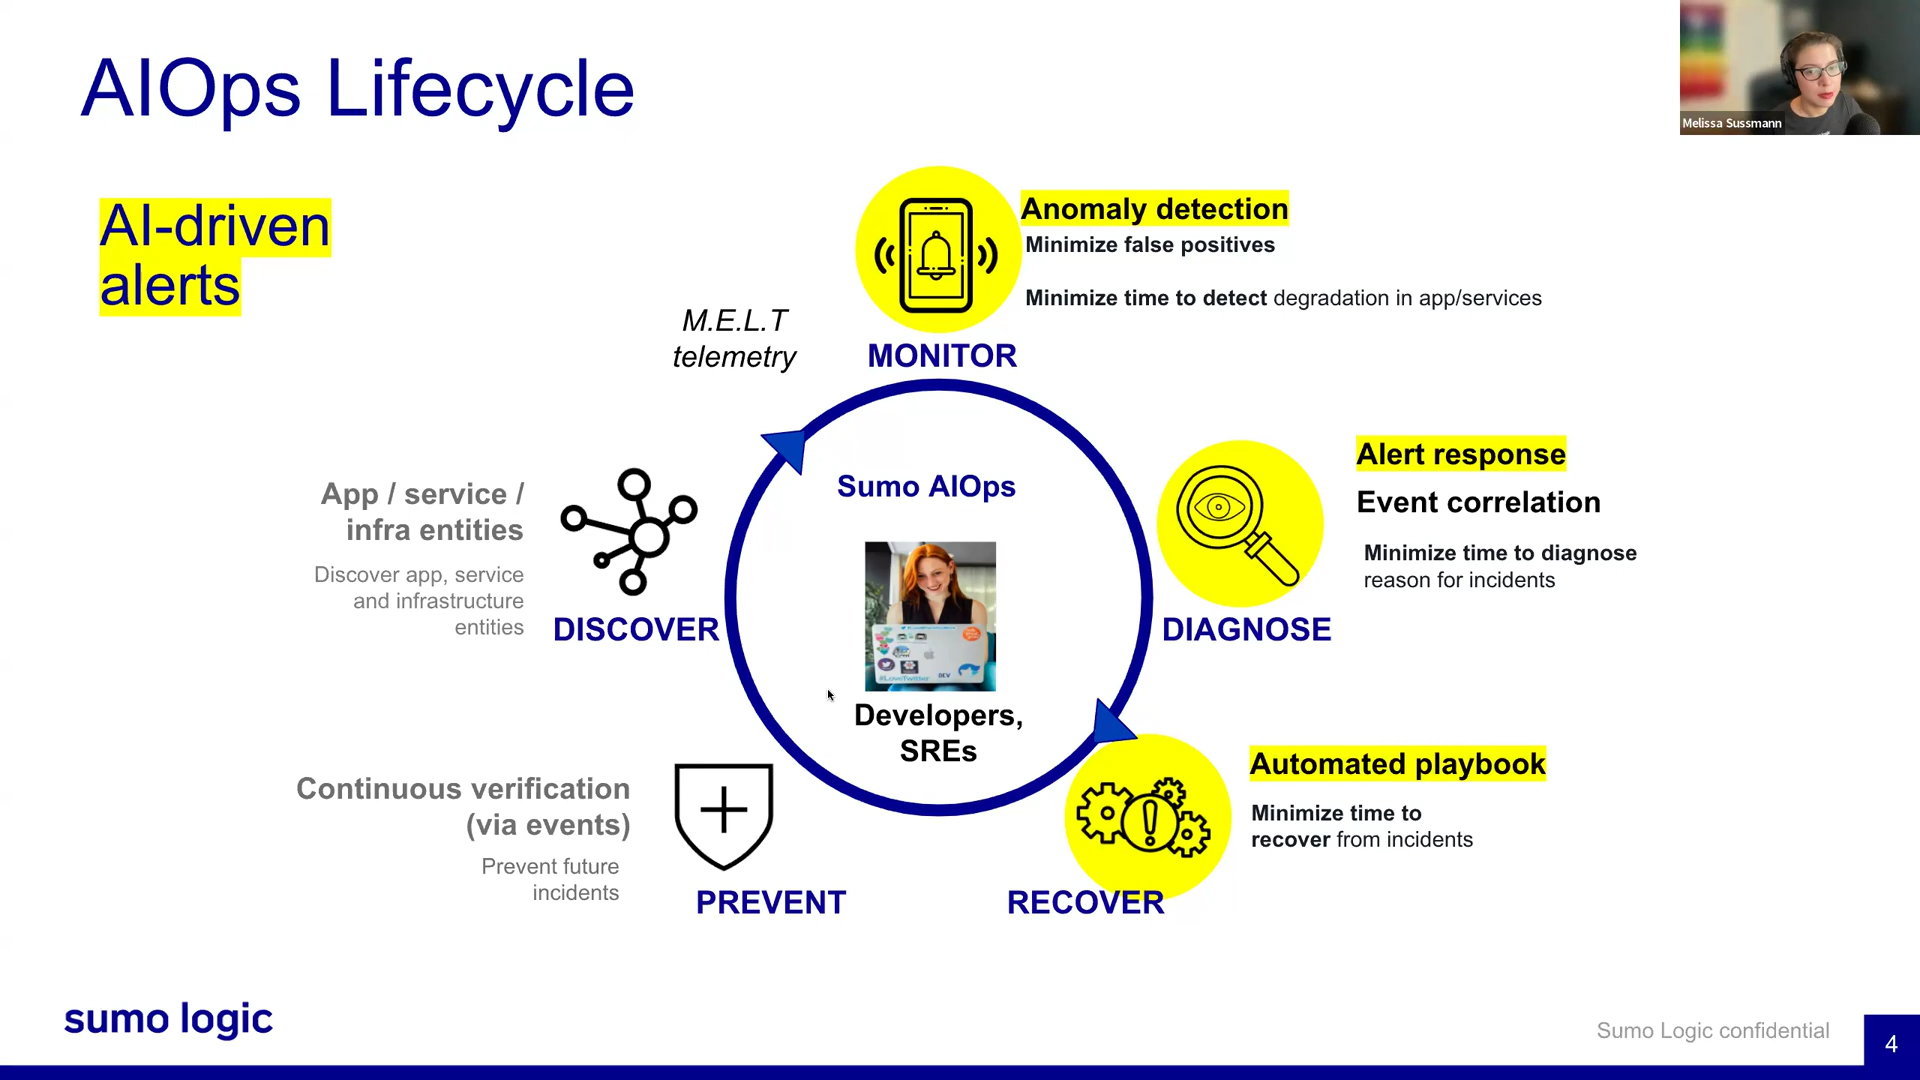 AIOps Lifecycle
Melissa Sussmann
AI-driven
alerts
Anomaly detection
Minimize false positives
Minimize time to detect degradation in app/services
M.E.L.T
telemetry
MONITOR
App / service /
infra entities
Discover app, service
and infrastructure
entities
DISCOVER
Sumo AIOps
Developers,
SREs
Alert response
Event correlation
Minimize time to diagnose
reason for incidents
DIAGNOSE
Continuous verification
(via events)
Prevent future
incidents
PREVENT
Automated playbook
Minimize time to
recover from incidents
RECOVER
#LoveTwitter
DEV
sumo logic
Sumo Logic confidential
4